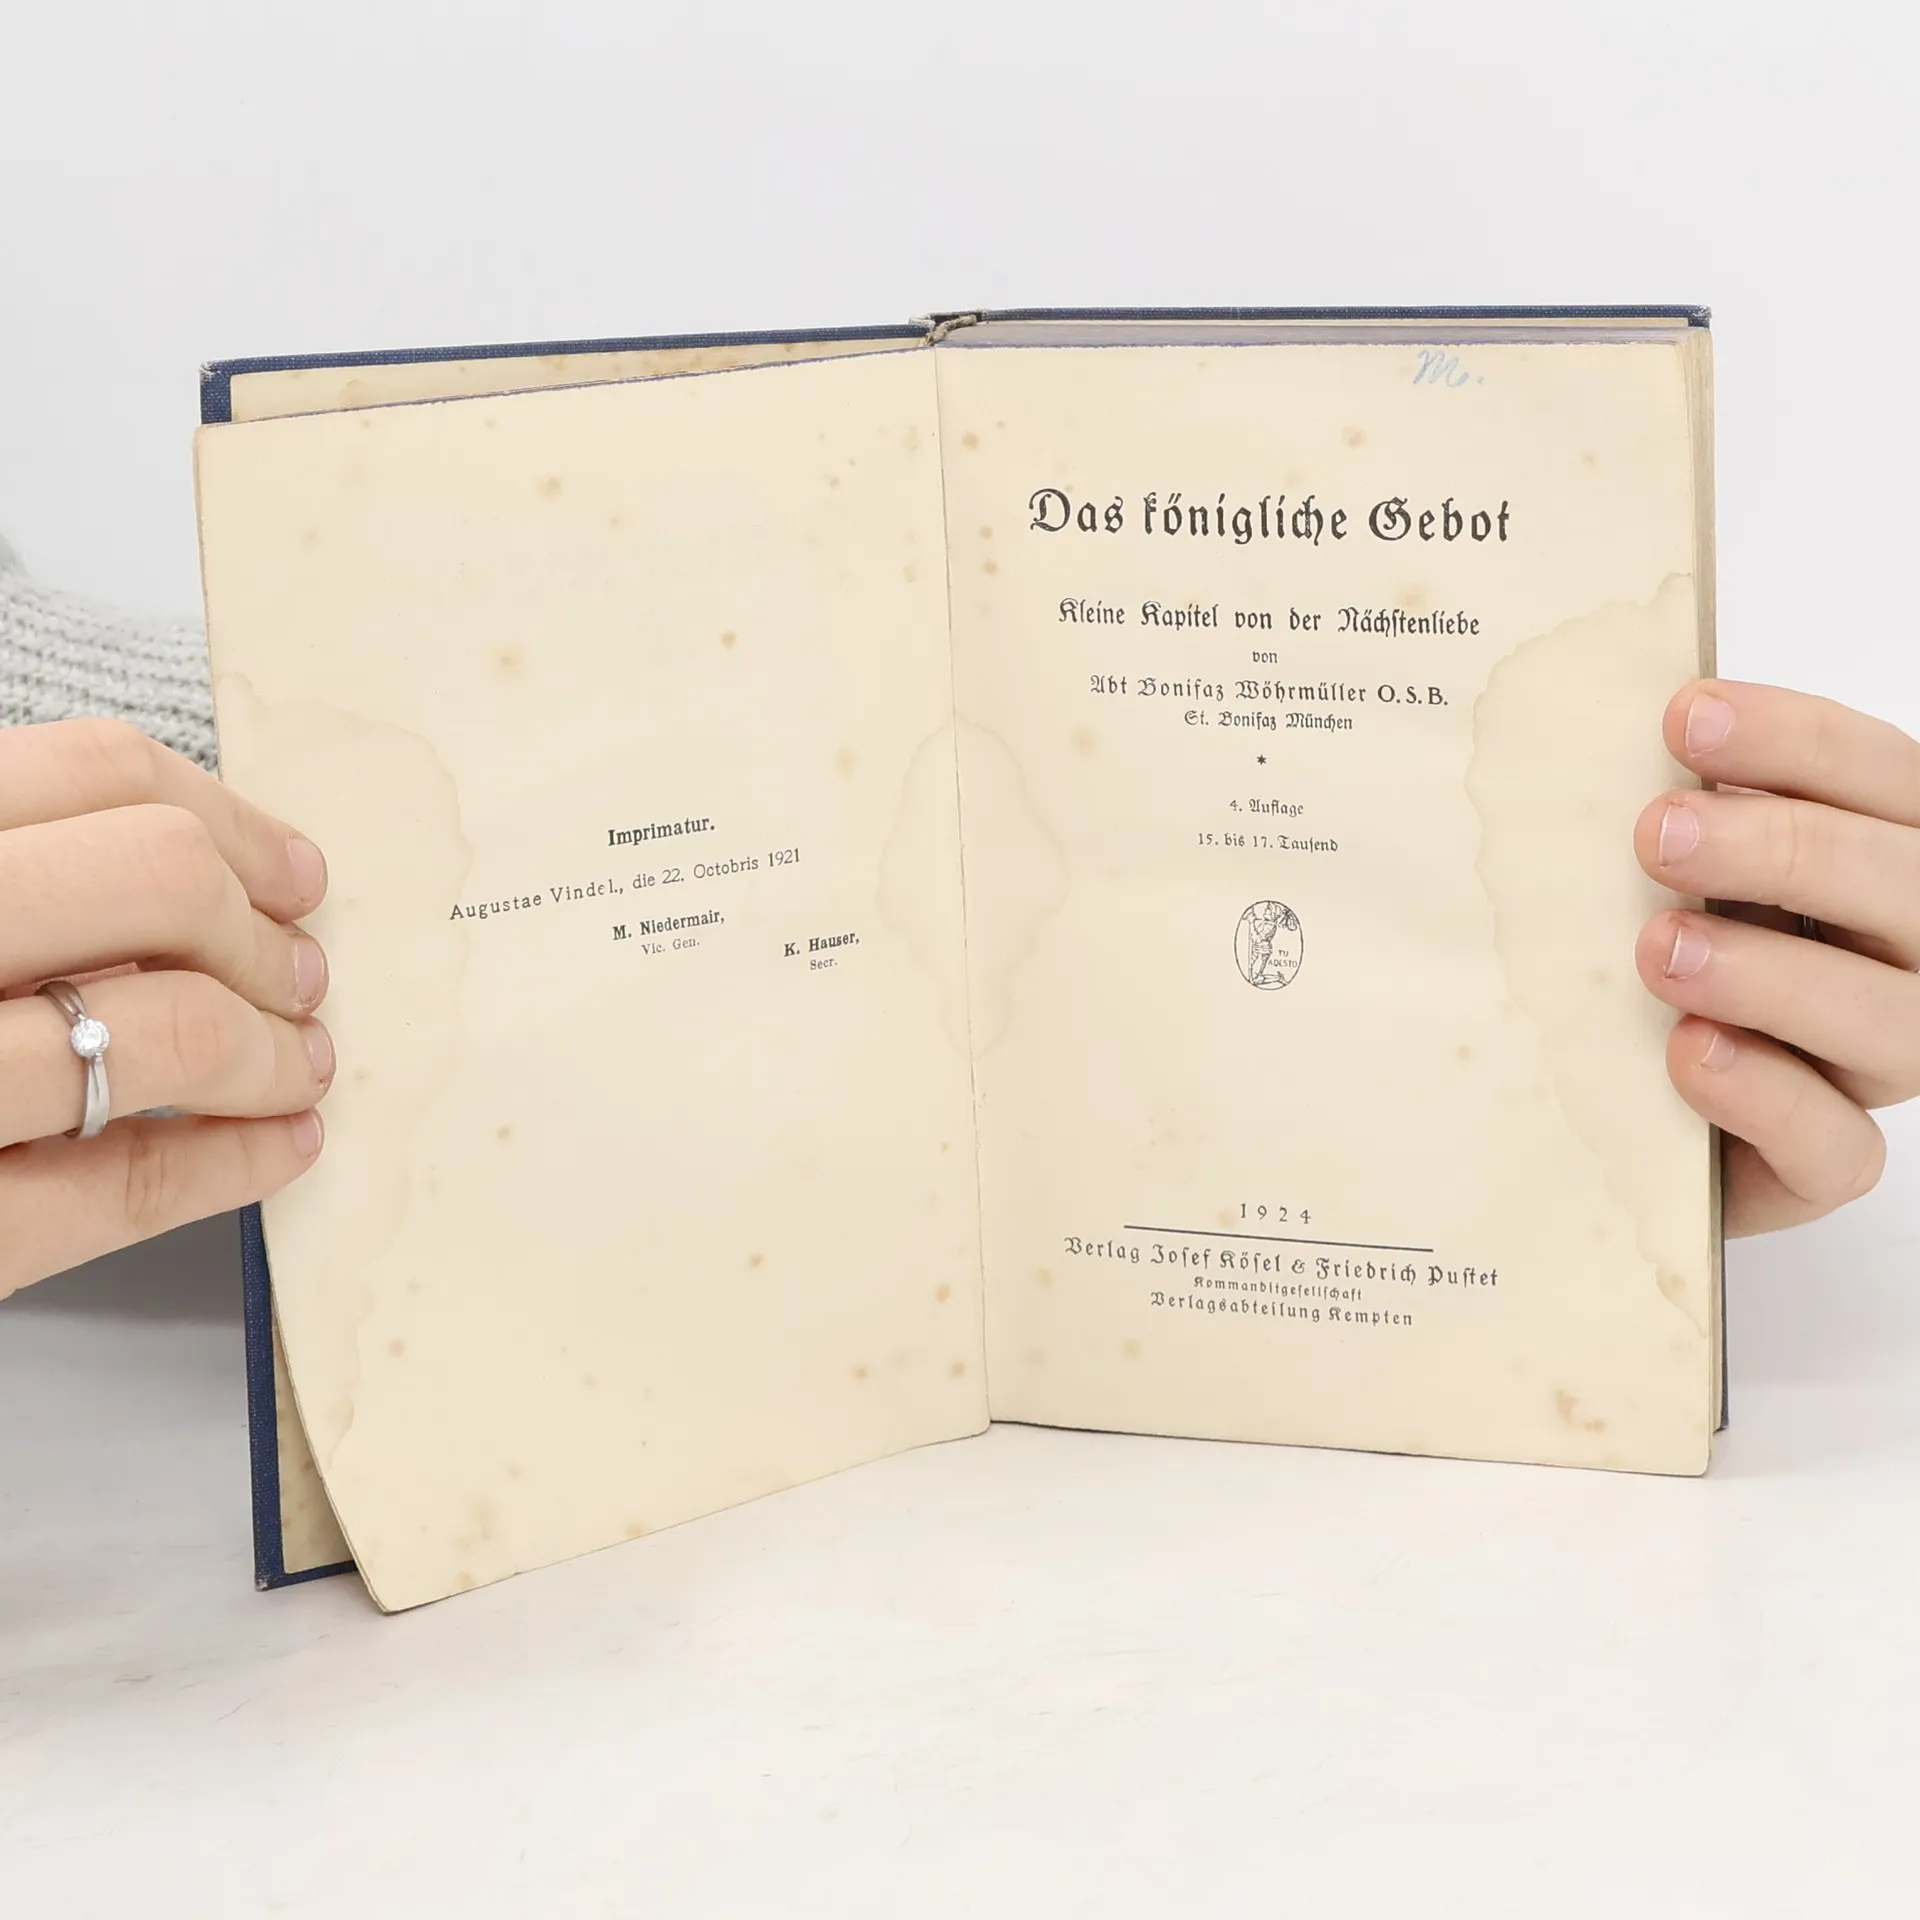 Imprimatur.
Augustae Vindel., die 22. Octobris 1921
M. Niedermair,
Vic. Gen.
K. Hauser,
Secr.
M.
Das königliche Gebot
Kleine Kapitel von der Nächstenliebe
von
Abt Bonifaz Wöhrmüller O. S. B.
St. Bonifaz München
*
4. Auflage
15. bis 17. Tausend
TU
ADESTO
1924
Verlag Josef Kösel & Friedrich Pustet
Kommanditgesellschaft
Verlagsabteilung Kempten